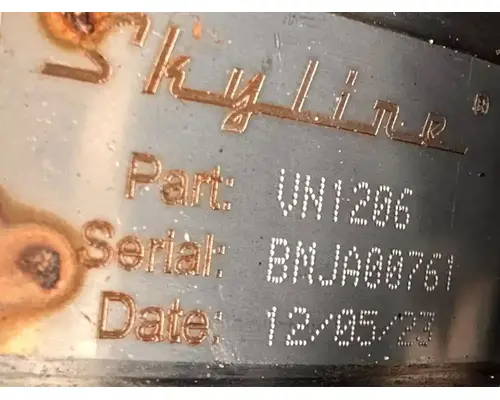 Skyline®
Part: VN1206
Serial: BNJA00761
Date: 12/05/23